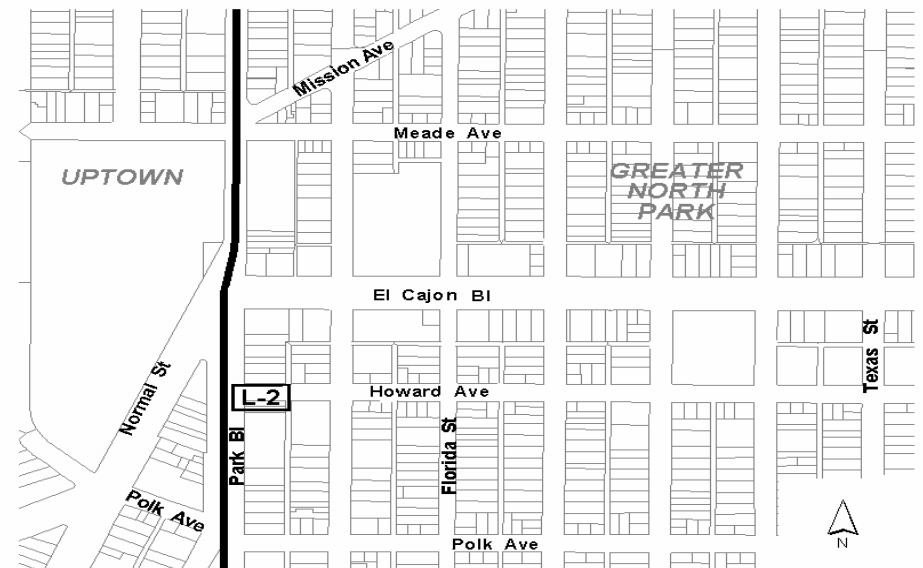 Mission Ave
Meade Ave
UPTOWN
GREATER
NORTH
PARK
El Cajon Bl
Texas St
Normal St
L-2
Howard Ave
Park Bl
Florida St
Polk Ave
Polk Ave
N